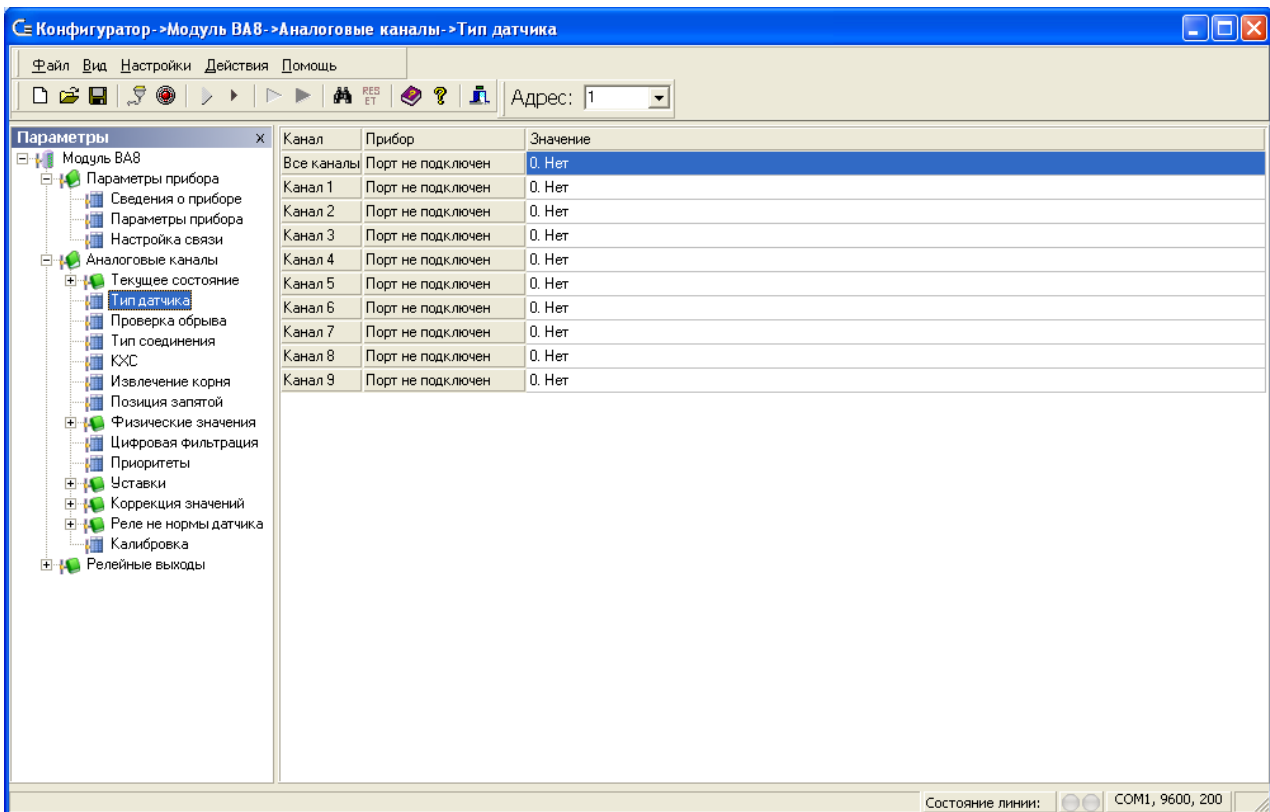 Конфигуратор->Модуль ВА8->Аналоговые каналы->Тип датчика
Файл Вид Настройки Действия Помощь
RES ET Адрес: 1
Параметры x
Модуль ВА8
Параметры прибора
Сведения о приборе
Параметры прибора
Настройка связи
Аналоговые каналы
Текущее состояние
Тип датчика
Проверка обрыва
Тип соединения
КХС
Извлечение корня
Позиция запятой
Физические значения
Цифровая фильтрация
Приоритеты
Уставки
Коррекция значений
Реле не нормы датчика
Калибровка
Релейные выходы
Канал Прибор Значение
Все каналы Порт не подключен 0. Нет
Канал 1 Порт не подключен 0. Нет
Канал 2 Порт не подключен 0. Нет
Канал 3 Порт не подключен 0. Нет
Канал 4 Порт не подключен 0. Нет
Канал 5 Порт не подключен 0. Нет
Канал 6 Порт не подключен 0. Нет
Канал 7 Порт не подключен 0. Нет
Канал 8 Порт не подключен 0. Нет
Канал 9 Порт не подключен 0. Нет
Состояние линии: COM1, 9600, 200